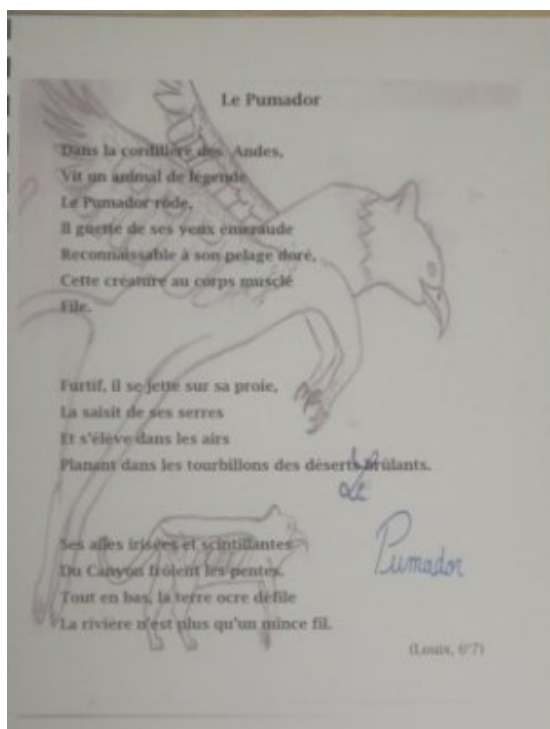 Le Pumador
Dans la cordillère des Andes,
Vit un animal de légende
Le Pumador rôde,
Il guette de ses yeux émeraude
Reconnaissable à son pelage doré,
Cette créature au corps musclé
File.
Furtif, il se jette sur sa proie,
La saisit de ses serres
Et s'élève dans les airs
Planant dans les tourbillons des déserts brûlants.
Le
Pumador
Ses ailes irisées et scintillantes
Du Canyon frôlent les pentes.
Tout en bas, la terre ocre défile
La rivière n'est plus qu'un mince fil.
(Louis, 6°7)